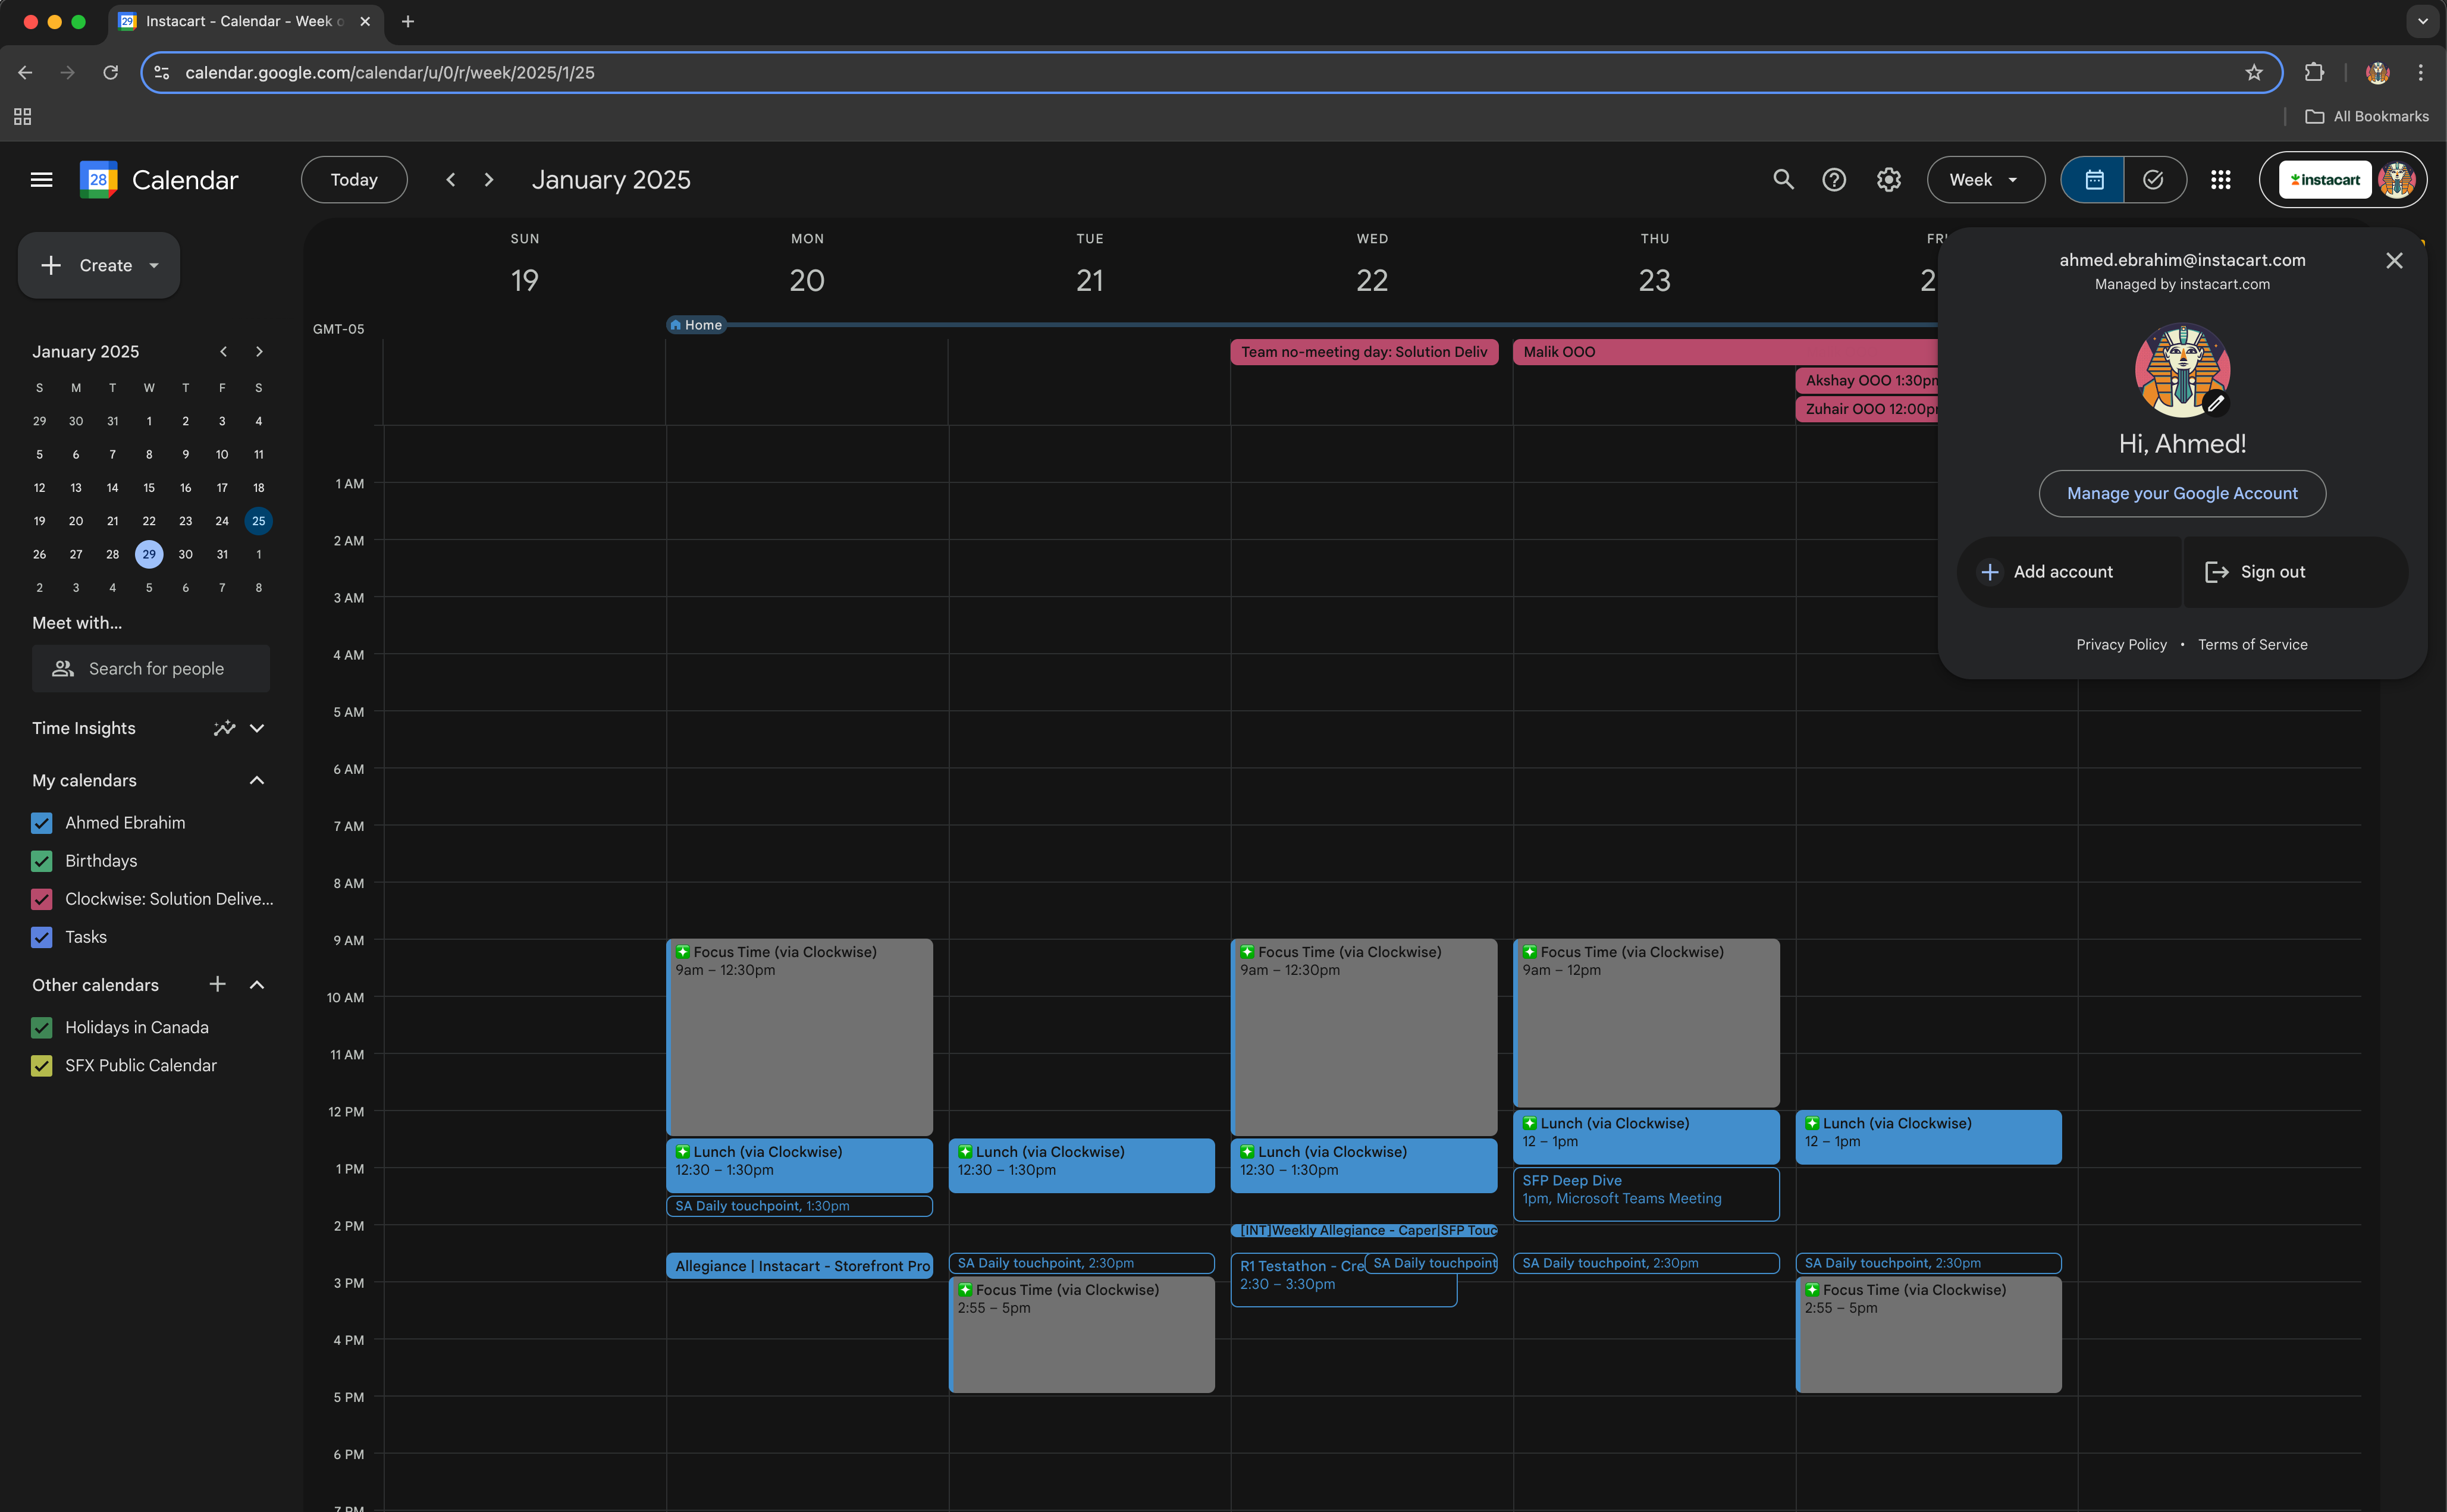 29
Instacart - Calendar - Week o
calendar.google.com/calendar/u/0/r/week/2025/1/25
All Bookmarks
28
Calendar
Today
January 2025
Week
instacart
Create
January 2025
S M T W T F S
29 30 31 1 2 3 4
5 6 7 8 9 10 11
12 13 14 15 16 17 18
19 20 21 22 23 24 25
26 27 28 29 30 31 1
2 3 4 5 6 7 8
Meet with...
Search for people
Time Insights
My calendars
Ahmed Ebrahim
Birthdays
Clockwise: Solution Delive...
Tasks
Other calendars
Holidays in Canada
SFX Public Calendar
SUN MON TUE WED THU
19 20 21 22 23
GMT-05
Home
Team no-meeting day: Solution Deliv
Malik OOO
Akshay OOO 1:30pm
Zuhair OOO 12:00pm
1 AM
2 AM
3 AM
4 AM
5 AM
6 AM
7 AM
8 AM
9 AM
10 AM
11 AM
12 PM
1 PM
2 PM
3 PM
4 PM
5 PM
6 PM
7 PM
Focus Time (via Clockwise)
9am – 12:30pm
Lunch (via Clockwise)
12:30 – 1:30pm
SA Daily touchpoint, 1:30pm
Allegiance | Instacart - Storefront Pro
Lunch (via Clockwise)
12:30 – 1:30pm
SA Daily touchpoint, 2:30pm
Focus Time (via Clockwise)
2:55 – 5pm
Focus Time (via Clockwise)
9am – 12:30pm
Lunch (via Clockwise)
12:30 – 1:30pm
[INT]Weekly Allegiance - Caper|SFP Touc
R1 Testathon - Cre
2:30 – 3:30pm
SA Daily touchpoint
Focus Time (via Clockwise)
9am – 12pm
Lunch (via Clockwise)
12 – 1pm
SFP Deep Dive
1pm, Microsoft Teams Meeting
SA Daily touchpoint, 2:30pm
Lunch (via Clockwise)
12 – 1pm
SA Daily touchpoint, 2:30pm
Focus Time (via Clockwise)
2:55 – 5pm
ahmed.ebrahim@instacart.com
Managed by instacart.com
Hi, Ahmed!
Manage your Google Account
Add account
Sign out
Privacy Policy • Terms of Service